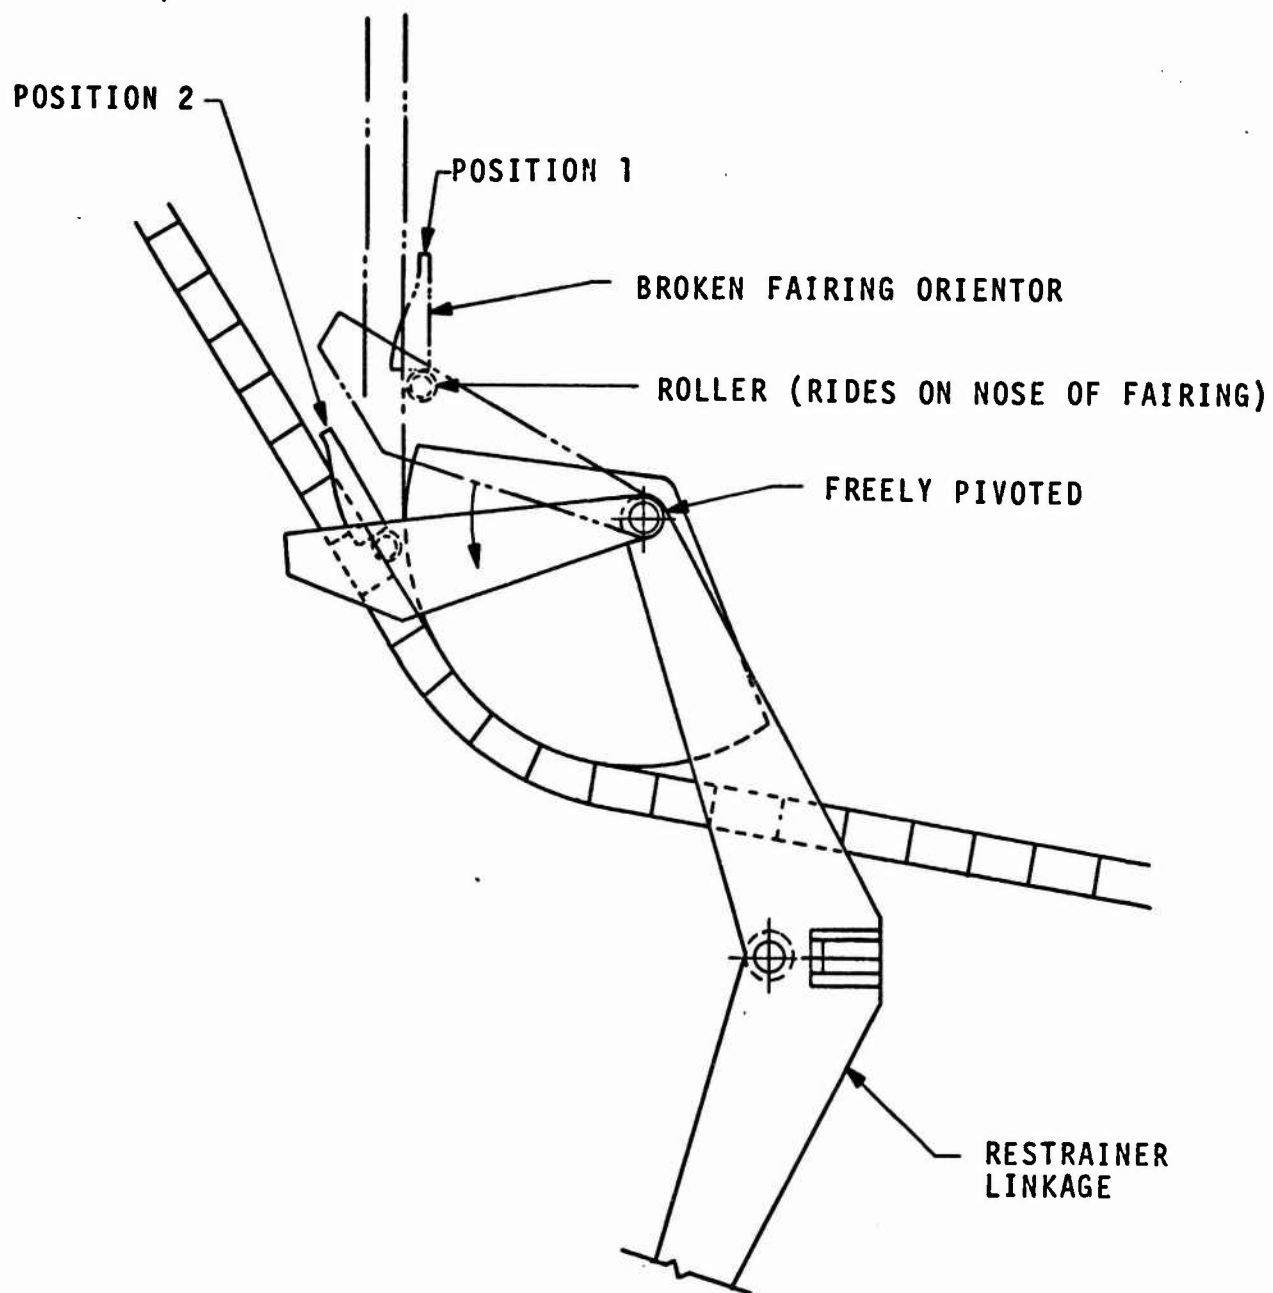 POSITION 2
POSITION 1
BROKEN FAIRING ORIENTOR
ROLLER (RIDES ON NOSE OF FAIRING)
FREELY PIVOTED
RESTRAINER
LINKAGE